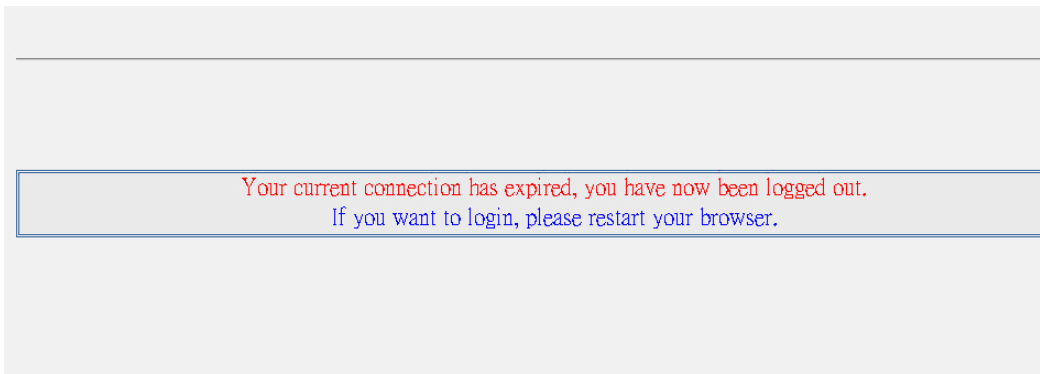 Your current connection has expired, you have now been logged out.
If you want to login, please restart your browser.